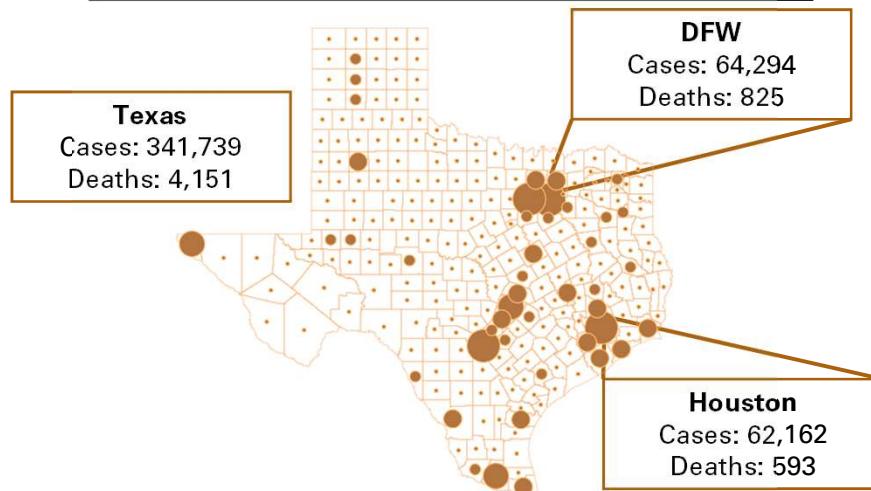 DFW
Cases: 64,294
Deaths: 825
Texas
Cases: 341,739
Deaths: 4,151
Houston
Cases: 62,162
Deaths: 593